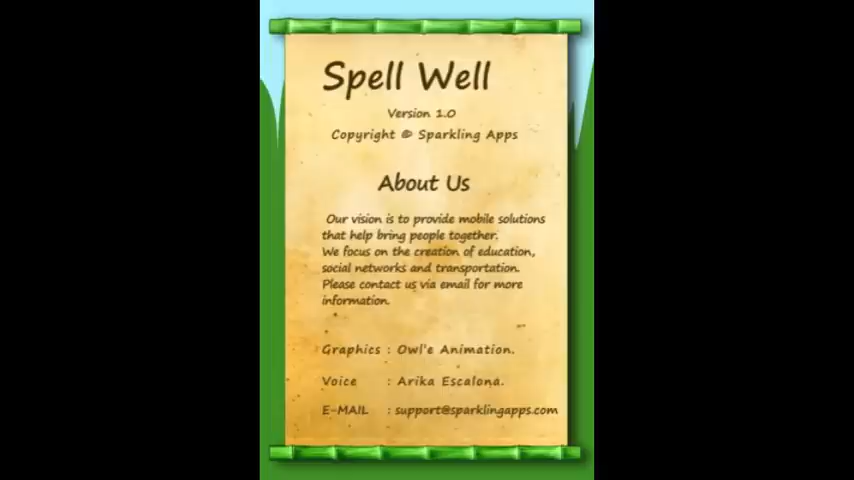 Spell Well
Version 1.0
Copyright © Sparkling Apps
About Us
Our vision is to provide mobile solutions
that help bring people together.
We focus on the creation of education,
social networks and transportation.
Please contact us via email for more
information.
Graphics : Owl'e Animation.
Voice : Arika Escalona.
E-MAIL : support@sparklingapps.com